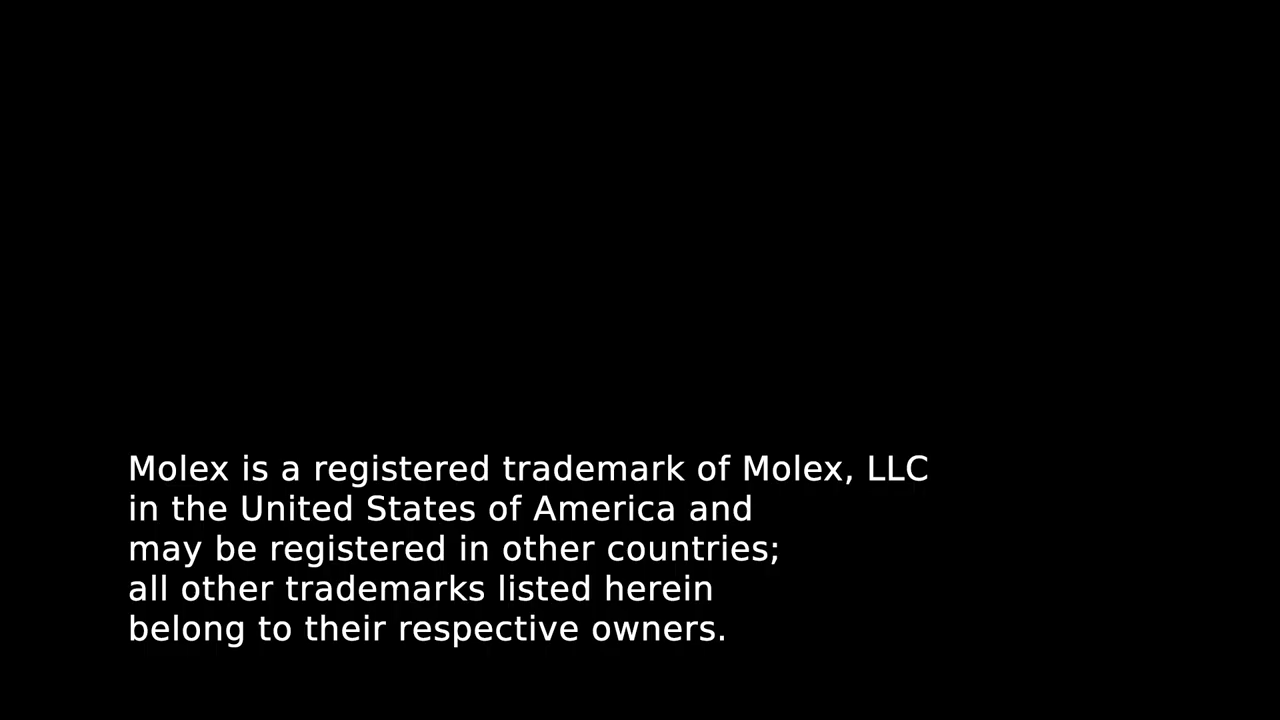 Molex is a registered trademark of Molex, LLC
in the United States of America and
may be registered in other countries;
all other trademarks listed herein
belong to their respective owners.